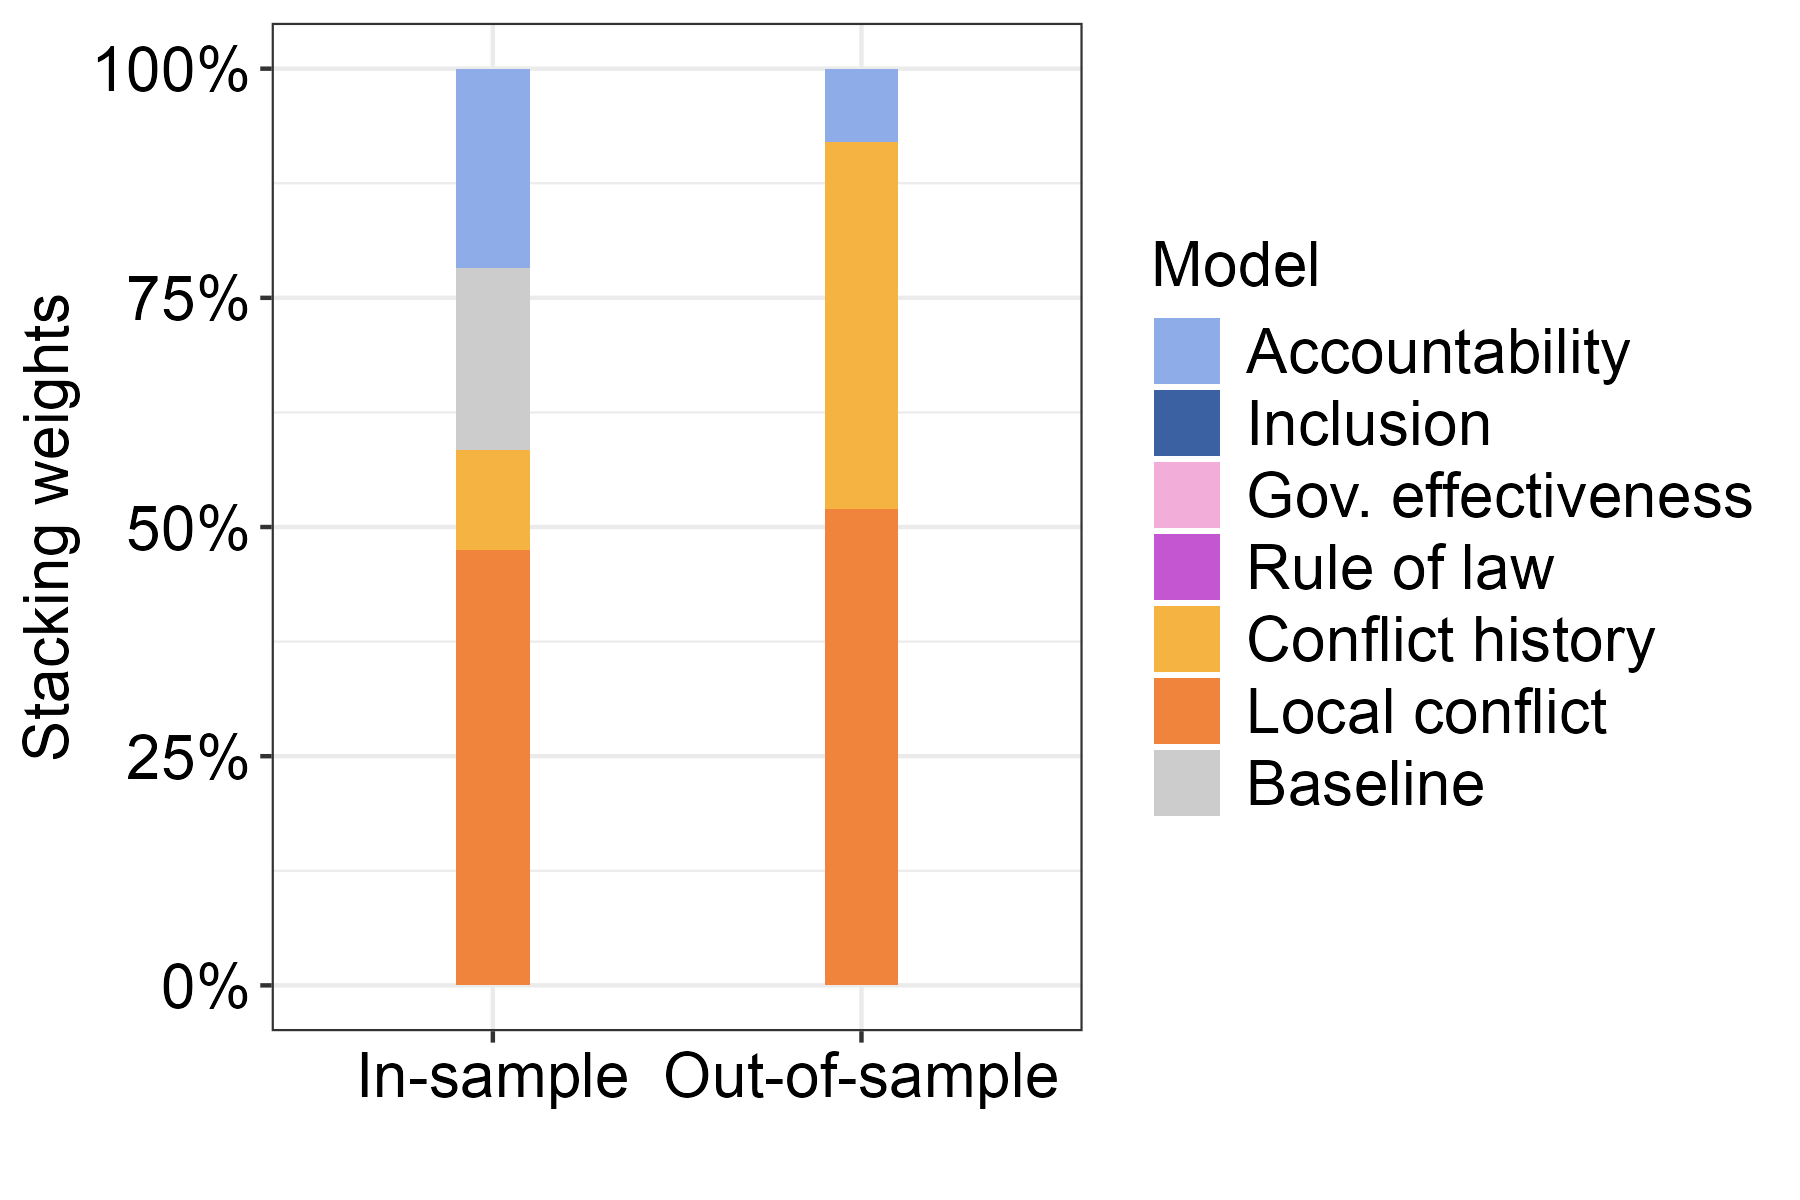 Stacking weights
100%
75%
50%
25%
0%
In-sample
Out-of-sample
Model
Accountability
Inclusion
Gov. effectiveness
Rule of law
Conflict history
Local conflict
Baseline